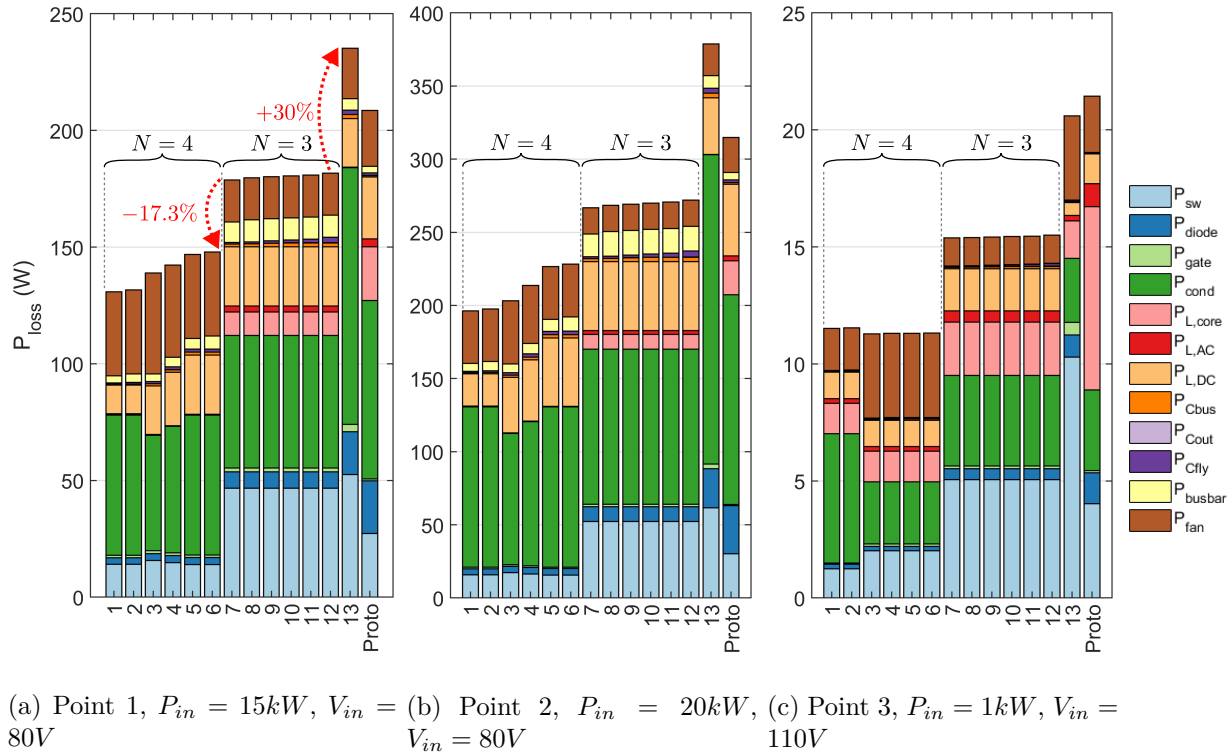 250
200
150
100
50
0
P_loss (W)
N = 4
N = 3
+30%
−17.3%
1 2 3 4 5 6 7 8 9 10 11 12 13 Proto
400
350
300
250
200
150
100
50
0
N = 4
N = 3
1 2 3 4 5 6 7 8 9 10 11 12 13 Proto
25
20
15
10
5
0
N = 4
N = 3
1 2 3 4 5 6 7 8 9 10 11 12 13 Proto
P_sw
P_diode
P_gate
P_cond
P_L,core
P_L,AC
P_L,DC
P_Cbus
P_Cout
P_Cfly
P_busbar
P_fan
(a) Point 1, P_in = 15kW, V_in =
80V
(b) Point 2, P_in = 20kW,
V_in = 80V
(c) Point 3, P_in = 1kW, V_in =
110V